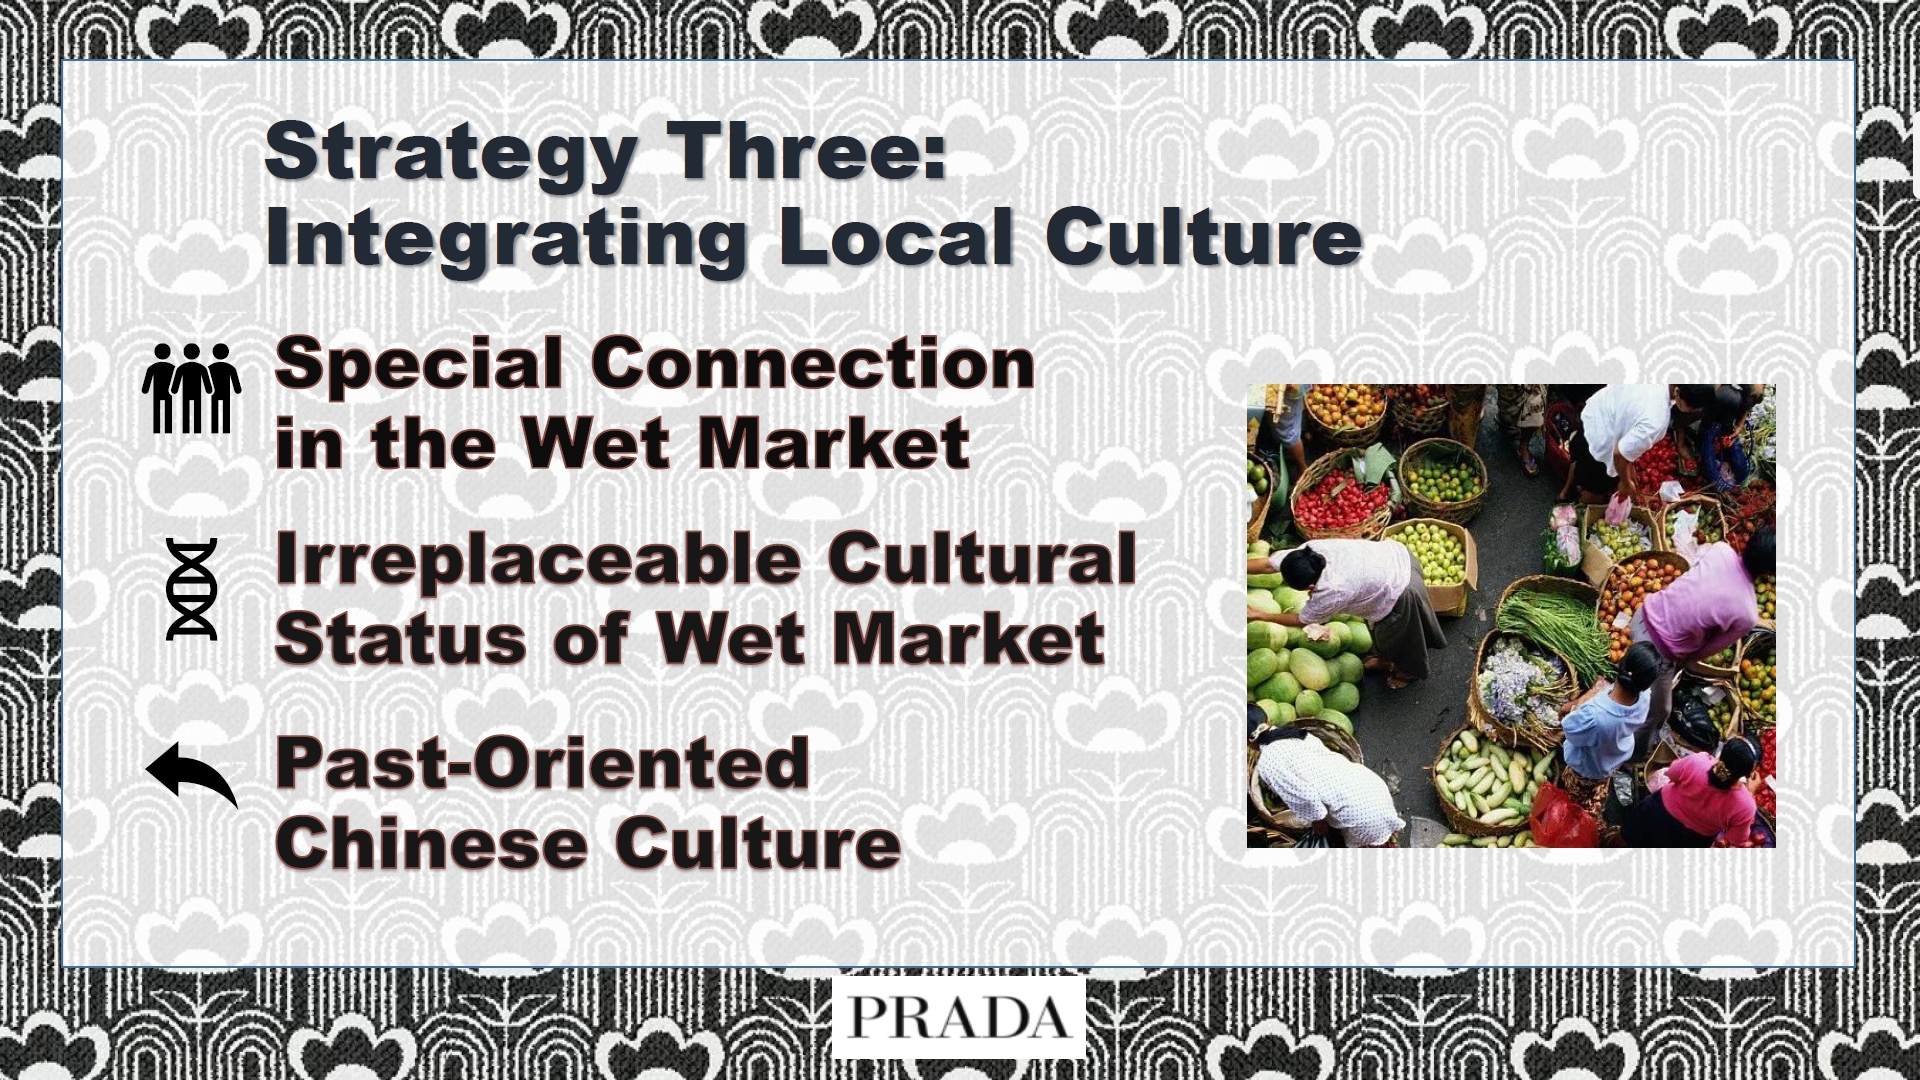 Strategy Three:
Integrating Local Culture
Special Connection
in the Wet Market
Irreplaceable Cultural
Status of Wet Market
Past-Oriented
Chinese Culture
PRADA